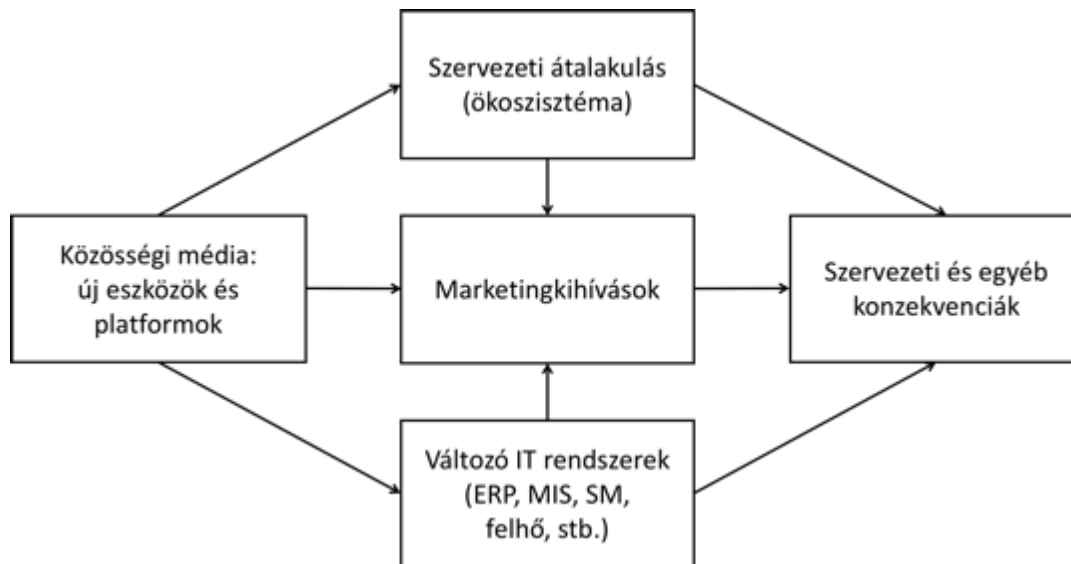 Szervezeti átalakulás
(ökoszisztéma)
Közösségi média:
új eszközök és
platformok
Marketingkihívások
Szervezeti és egyéb
konzekvenciák
Változó IT rendszerek
(ERP, MIS, SM,
felhő, stb.)